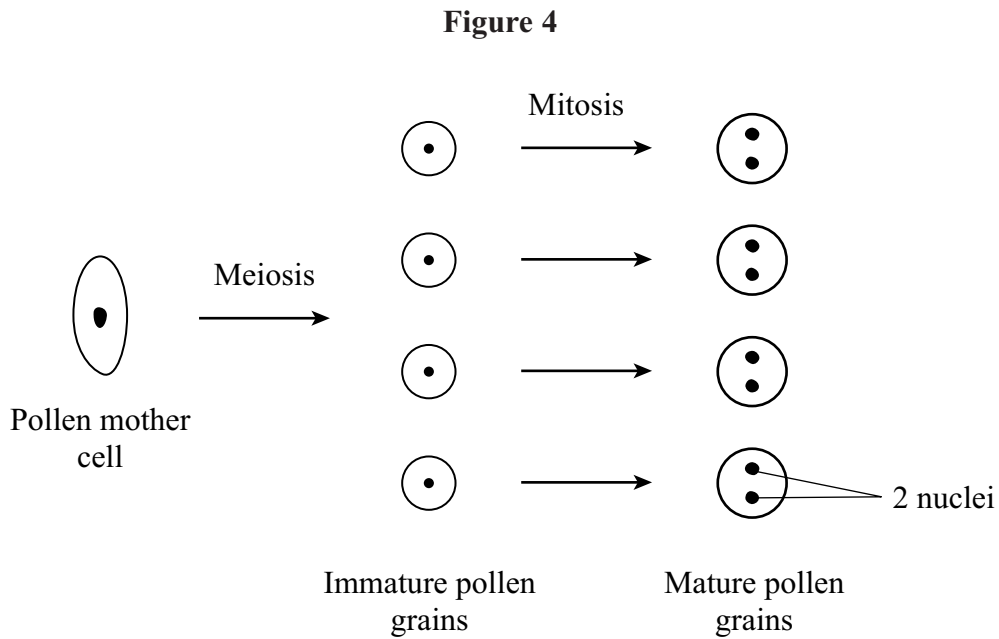 Figure 4
Mitosis
Meiosis
Pollen mother
cell
2 nuclei
Immature pollen
grains
Mature pollen
grains